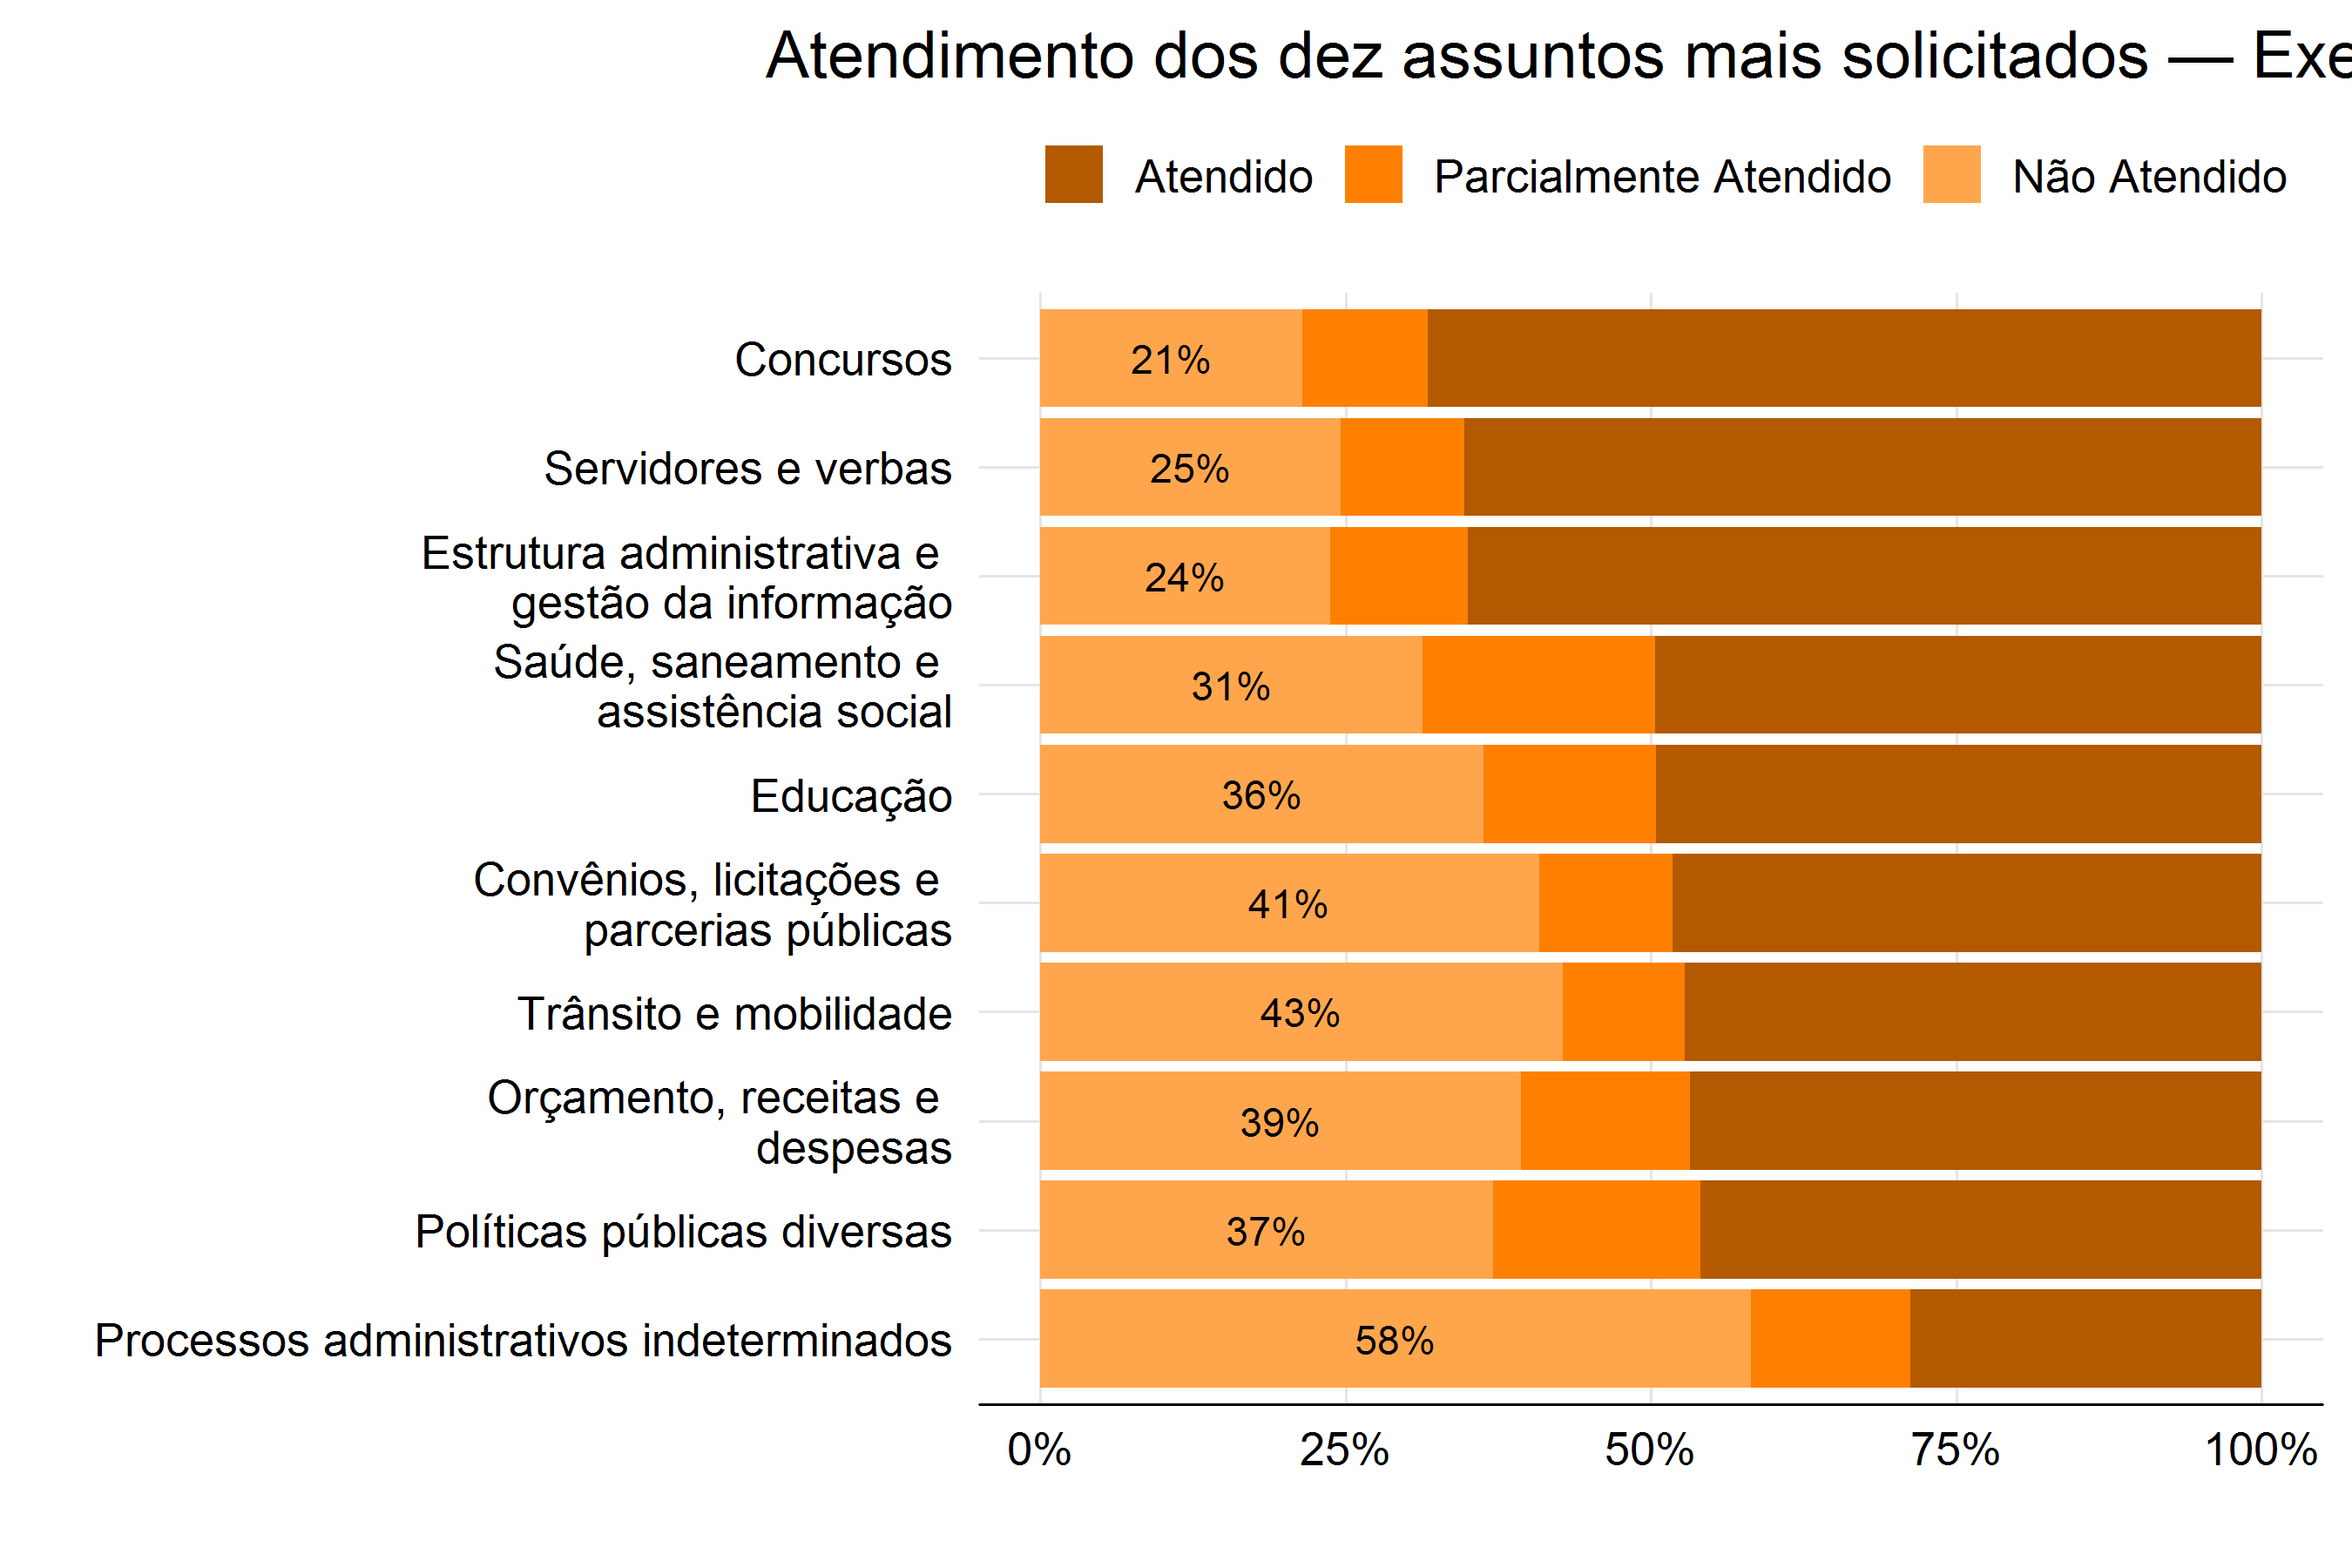 Atendimento dos dez assuntos mais solicitados — Exe
Atendido Parcialmente Atendido Não Atendido
Concursos 21%
Servidores e verbas 25%
Estrutura administrativa e
gestão da informação 24%
Saúde, saneamento e
assistência social 31%
Educação 36%
Convênios, licitações e
parcerias públicas 41%
Trânsito e mobilidade 43%
Orçamento, receitas e
despesas 39%
Políticas públicas diversas 37%
Processos administrativos indeterminados 58%
0% 25% 50% 75% 100%